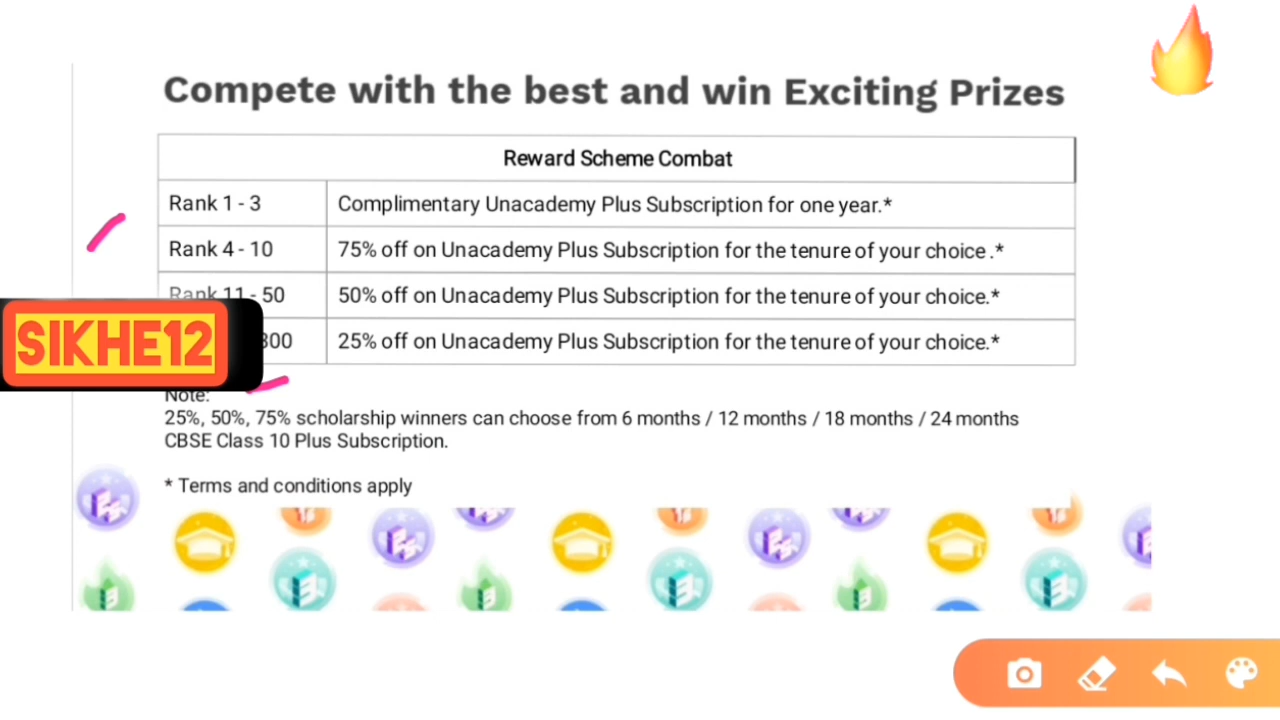 Compete with the best and win Exciting Prizes
Reward Scheme Combat
Rank 1 - 3 Complimentary Unacademy Plus Subscription for one year.*
Rank 4 - 10 75% off on Unacademy Plus Subscription for the tenure of your choice .*
Rank 11 - 50 50% off on Unacademy Plus Subscription for the tenure of your choice.*
25% off on Unacademy Plus Subscription for the tenure of your choice.*
SIKHE12
Note:
25%, 50%, 75% scholarship winners can choose from 6 months / 12 months / 18 months / 24 months
CBSE Class 10 Plus Subscription.
* Terms and conditions apply